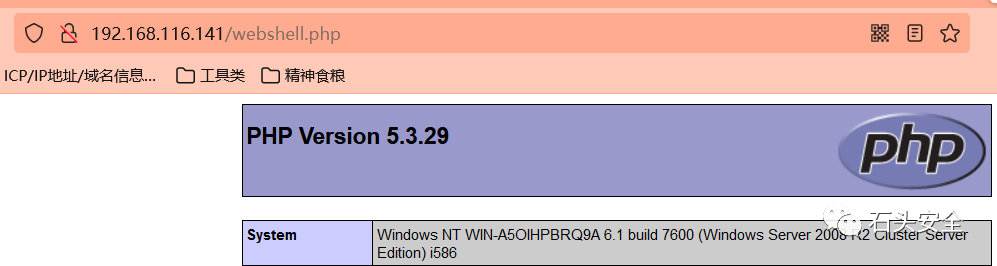 192.168.116.141/webshell.php
ICP/IP地址/域名信息... 工具类 精神食粮
PHP Version 5.3.29
php
System
Windows NT WIN-A5OIHPBRQ9A 6.1 build 7600 (Windows Server 2008 R2 Cluster Server
Edition) i586
石头安全